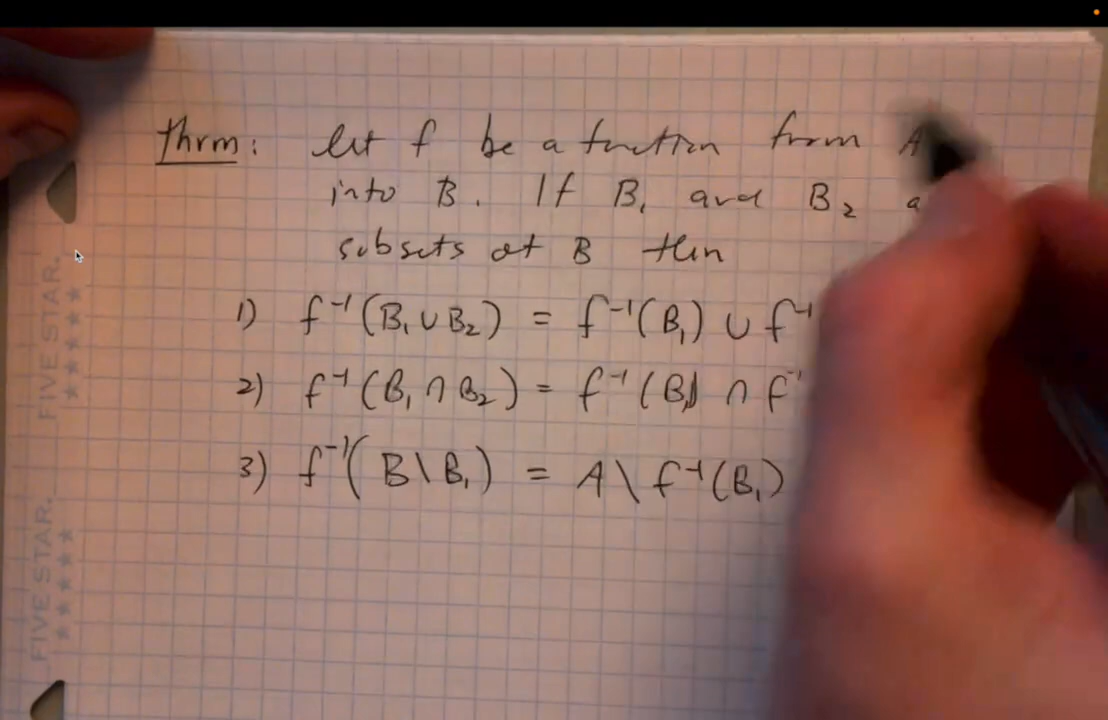 Thrm: let f be a function from A
into B. If B₁ and B₂
subsets of B then
1) f⁻¹(B₁ ∪ B₂) = f⁻¹(B₁) ∪ f⁻¹
2) f⁻¹(B₁ ∩ B₂) = f⁻¹(B₁) ∩ f⁻¹
3) f⁻¹(B \ B₁) = A \ f⁻¹(B₁)
FIVE STAR.
FIVE STAR.